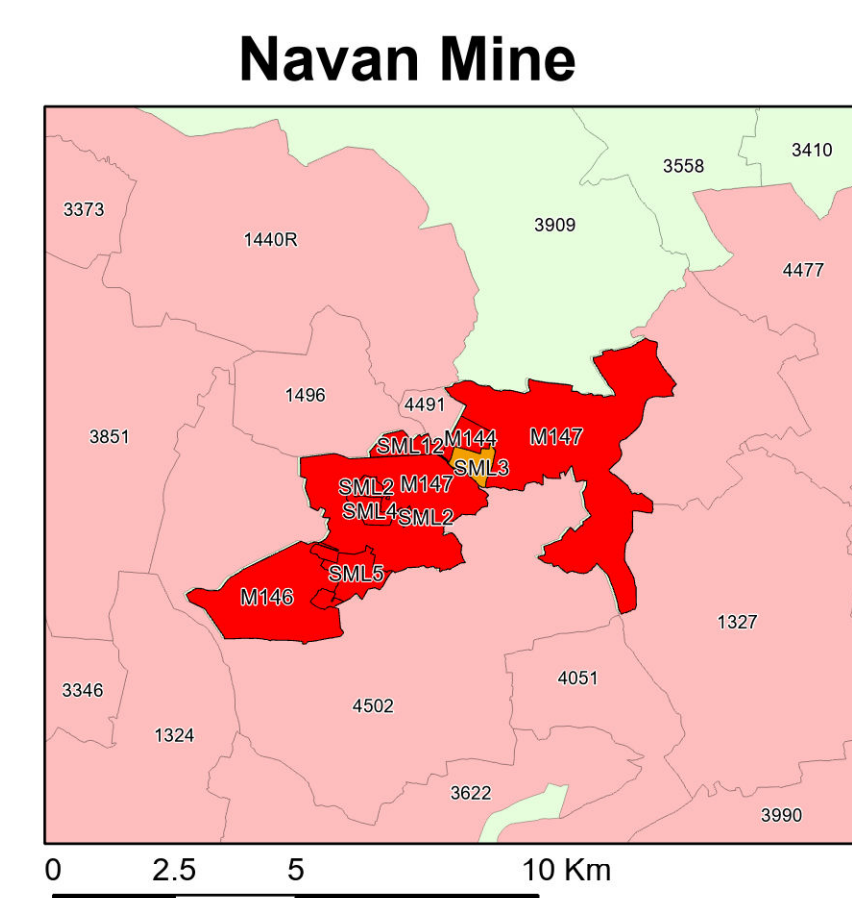 Navan Mine
3410
3558
3373
3909
1440R
4477
1496
4491
3851
M147
M144
SML12
SML3
M147
SML2
SML4
SML2
SML5
M146
1327
4051
3346
4502
1324
3622
3990
0 2.5 5 10 Km